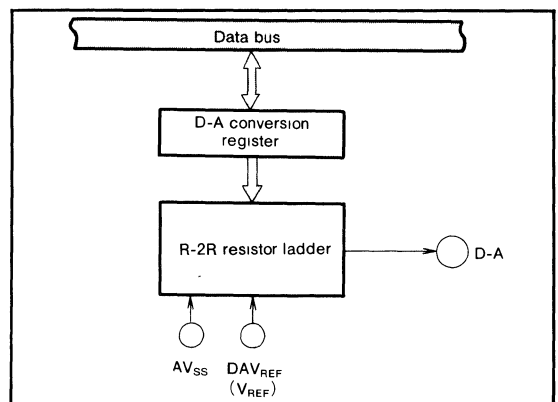 Data bus
D-A conversion
register
R-2R resistor ladder
D-A
AVSS
DAVREF
(VREF)